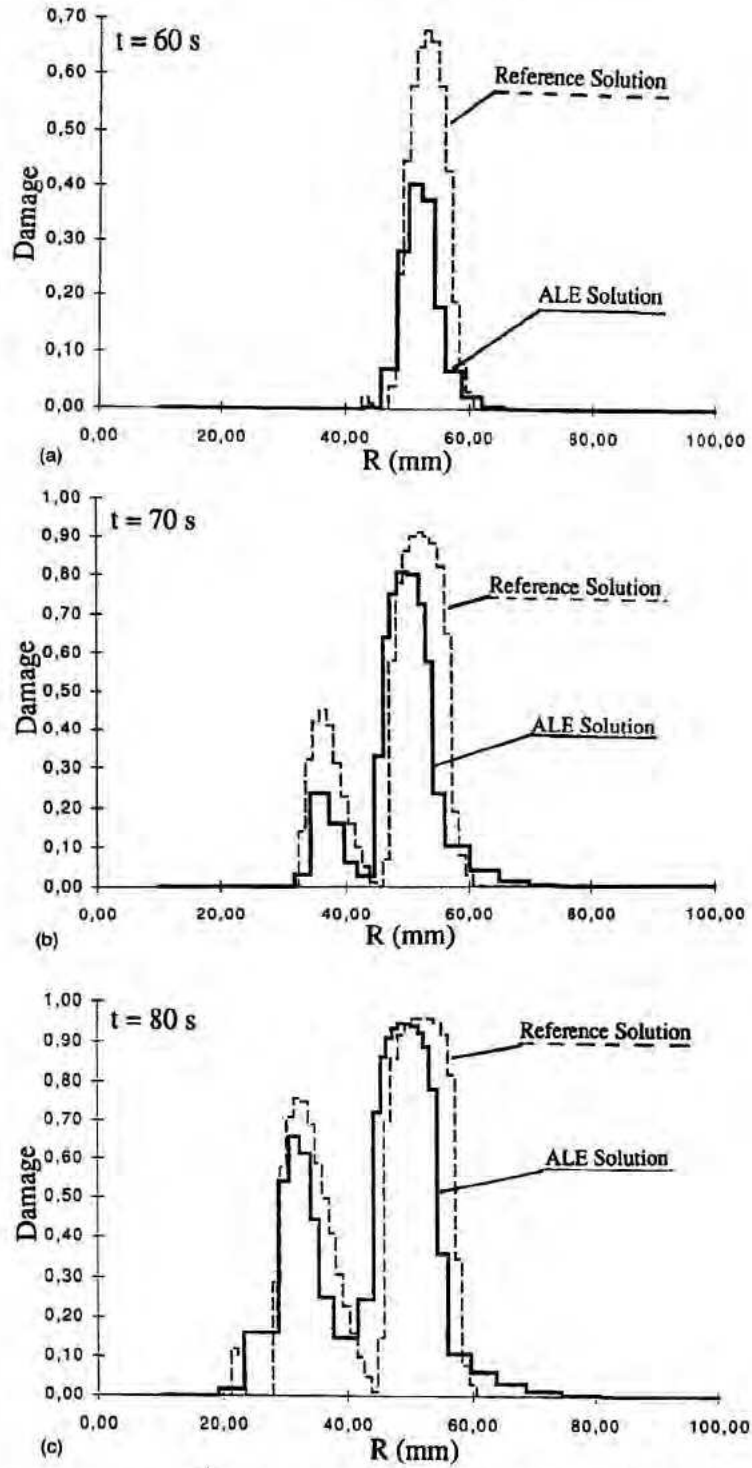 0,70
t = 60 s
0,60
Reference Solution
0,50
Damage
0,40
0,30
ALE Solution
0,20
0,10
0,00
0,00 20,00 40,00 60,00 80,00 100,00
(a)
R (mm)
1,00
t = 70 s
0,90
0,80
Reference Solution
0,70
0,60
Damage
0,50
0,40
ALE Solution
0,30
0,20
0,10
0,00
0,00 20,00 40,00 60,00 80,00 100,00
(b)
R (mm)
1,00
t = 80 s
0,90
Reference Solution
0,80
0,70
0,60
ALE Solution
Damage
0,50
0,40
0,30
0,20
0,10
0,00
0,00 20,00 40,00 60,00 80,00 100,00
(c)
R (mm)